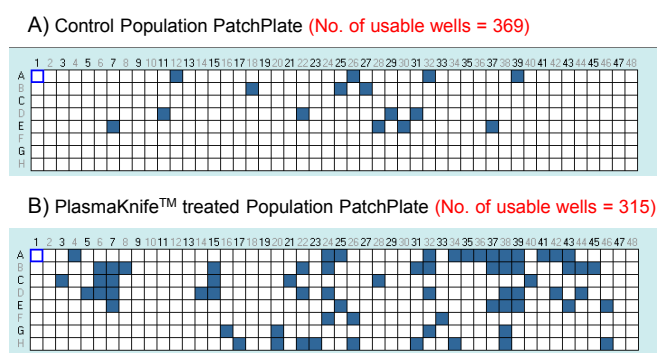 A) Control Population PatchPlate (No. of usable wells = 369)
1 2 3 4 5 6 7 8 9 10 11 12 13 14 15 16 17 18 19 20 21 22 23 24 25 26 27 28 29 30 31 32 33 34 35 36 37 38 39 40 41 42 43 44 45 46 47 48
A
B
C
D
E
F
G
H
B) PlasmaKnife™ treated Population PatchPlate (No. of usable wells = 315)
1 2 3 4 5 6 7 8 9 10 11 12 13 14 15 16 17 18 19 20 21 22 23 24 25 26 27 28 29 30 31 32 33 34 35 36 37 38 39 40 41 42 43 44 45 46 47 48
A
B
C
D
E
F
G
H